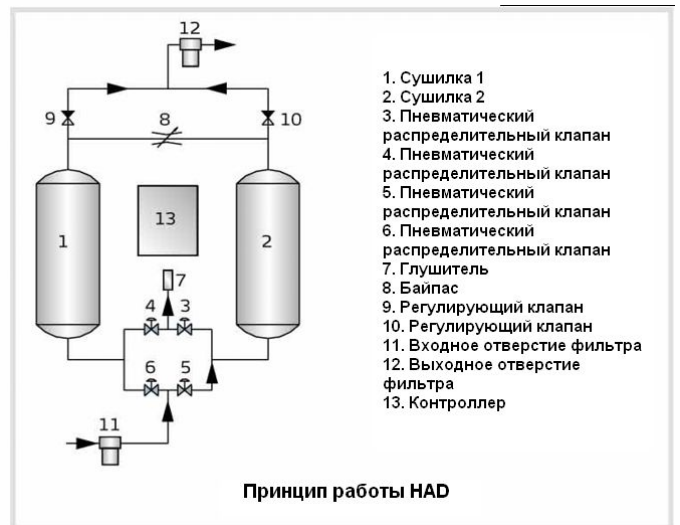 12
9
8
10
1
13
2
7
4
3
6
5
11
1. Сушилка 1
2. Сушилка 2
3. Пневматический
распределительный клапан
4. Пневматический
распределительный клапан
5. Пневматический
распределительный клапан
6. Пневматический
распределительный клапан
7. Глушитель
8. Байпас
9. Регулирующий клапан
10. Регулирующий клапан
11. Входное отверстие фильтра
12. Выходное отверстие
фильтра
13. Контроллер
Принцип работы HAD